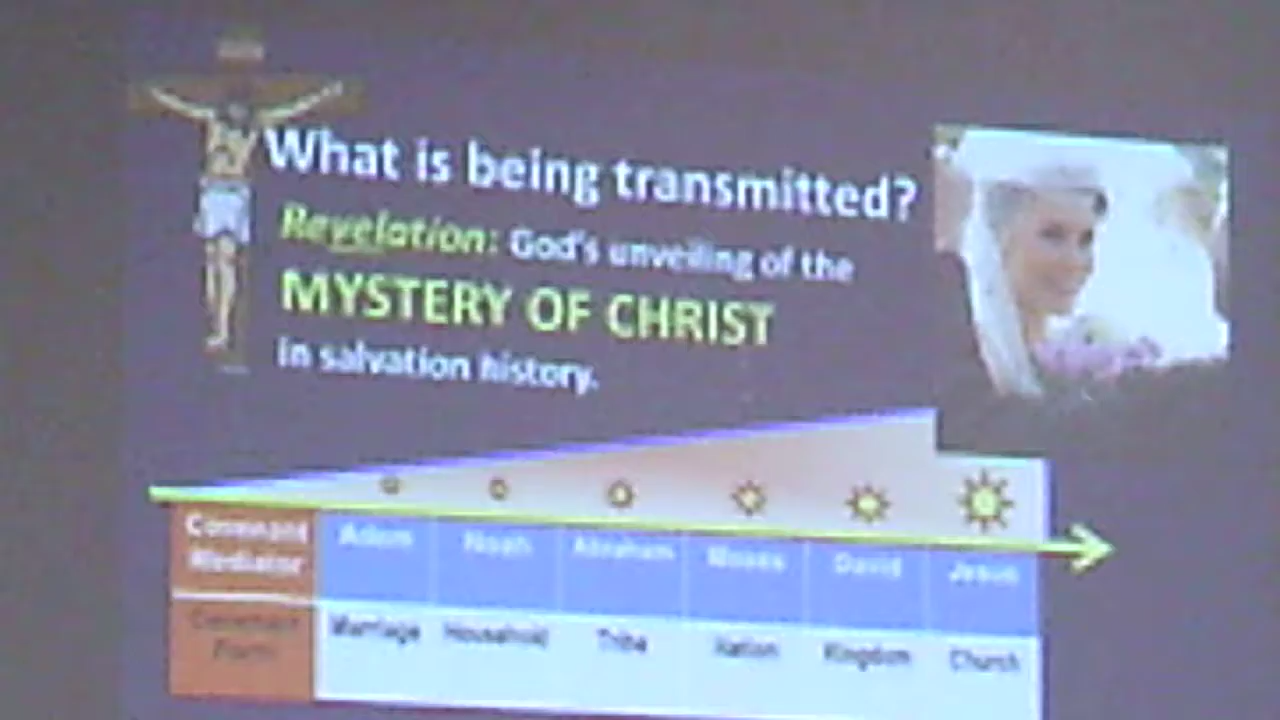 What is being transmitted?
Revelation: God's unveiling of the
MYSTERY OF CHRIST
in salvation history.
Covenant Mediator Adam Noah Abraham Moses David Jesus
Covenant Form Marriage Household Tribe Nation Kingdom Church